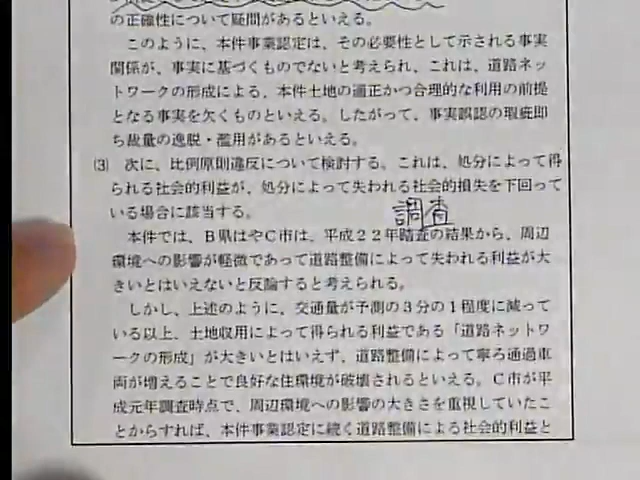 の正確性について疑問があるといえる。
このように、本件事業認定は、その必要性として示される事実
関係が、事実に基づくものでないと考えられ、これは、道路ネッ
トワークの形成による、本件土地の適正かつ合理的な利用の前提
となる事実を欠くものといえる。したがって、事実誤認の瑕疵即
ち裁量の逸脱・濫用があるといえる。
(3) 次に、比例原則違反について検討する。これは、処分によって得
られる社会的利益が、処分によって失われる社会的損失を下回って
いる場合に該当する。
調査
本件では、B県はやC市は、平成22年踏査の結果から、周辺
環境への影響が軽微であって道路整備によって失われる利益が大
きいとはいえないと反論すると考えられる。
しかし、上述のように、交通量が予測の3分の1程度に減って
いる以上、土地収用によって得られる利益である「道路ネットワ
ークの形成」が大きいとはいえず、道路整備によって寧ろ通過車
両が増えることで良好な住環境が破壊されるといえる。C市が平
成元年調査時点で、周辺環境への影響の大きさを重視していたこ
とからすれば、本件事業認定に続く道路整備による社会的利益と